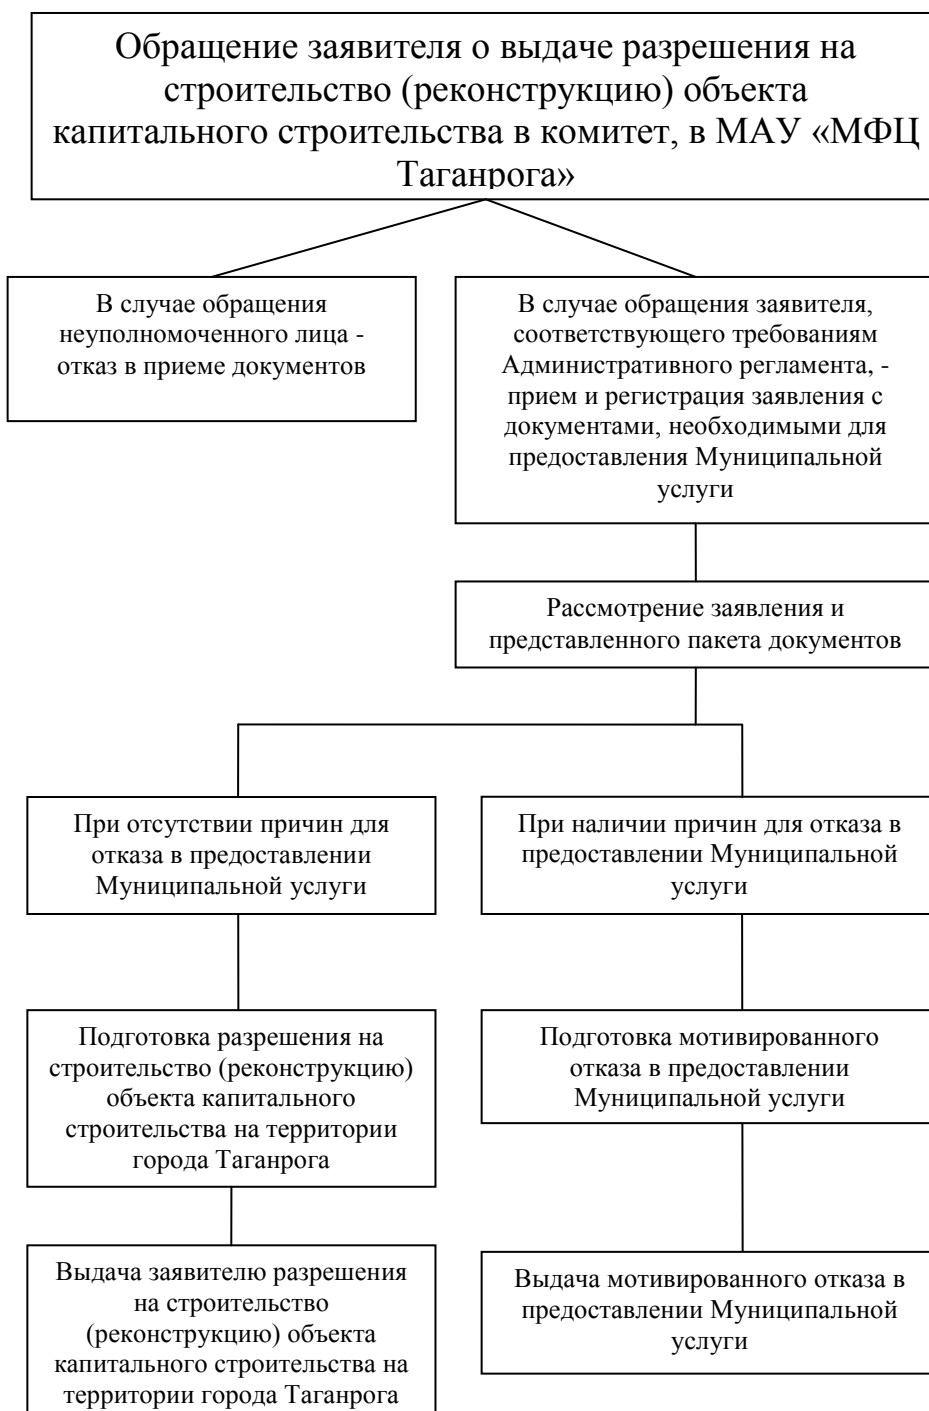 Обращение заявителя о выдаче разрешения на
строительство (реконструкцию) объекта
капитального строительства в комитет, в МАУ «МФЦ
Таганрога»
В случае обращения
неуполномоченного лица -
отказ в приеме документов
В случае обращения заявителя,
соответствующего требованиям
Административного регламента, -
прием и регистрация заявления с
документами, необходимыми для
предоставления Муниципальной
услуги
Рассмотрение заявления и
представленного пакета документов
При отсутствии причин для
отказа в предоставлении
Муниципальной услуги
При наличии причин для отказа в
предоставлении Муниципальной
услуги
Подготовка разрешения на
строительство (реконструкцию)
объекта капитального
строительства на территории
города Таганрога
Подготовка мотивированного
отказа в предоставлении
Муниципальной услуги
Выдача заявителю разрешения
на строительство
(реконструкцию) объекта
капитального строительства на
территории города Таганрога
Выдача мотивированного отказа в
предоставлении Муниципальной
услуги